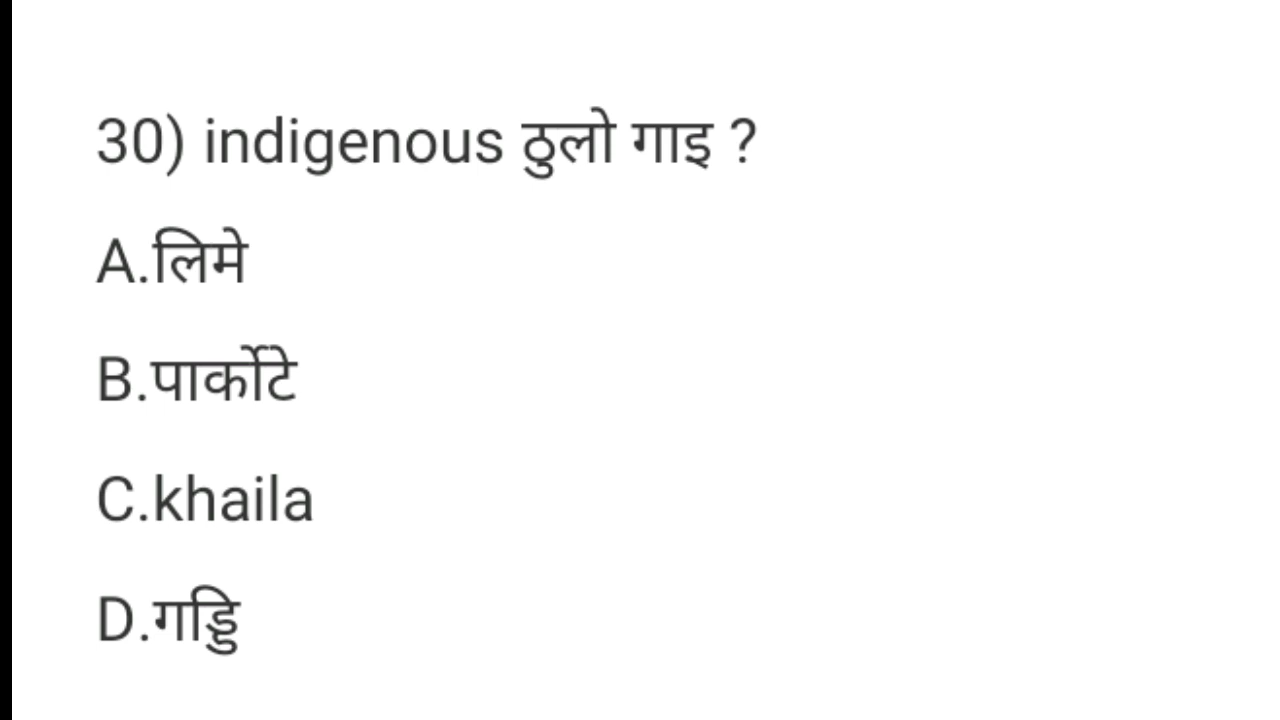 30) indigenous ठुलो गाइ ?
A.लिमे
B.पार्कोटे
C.khaila
D.गड्डि